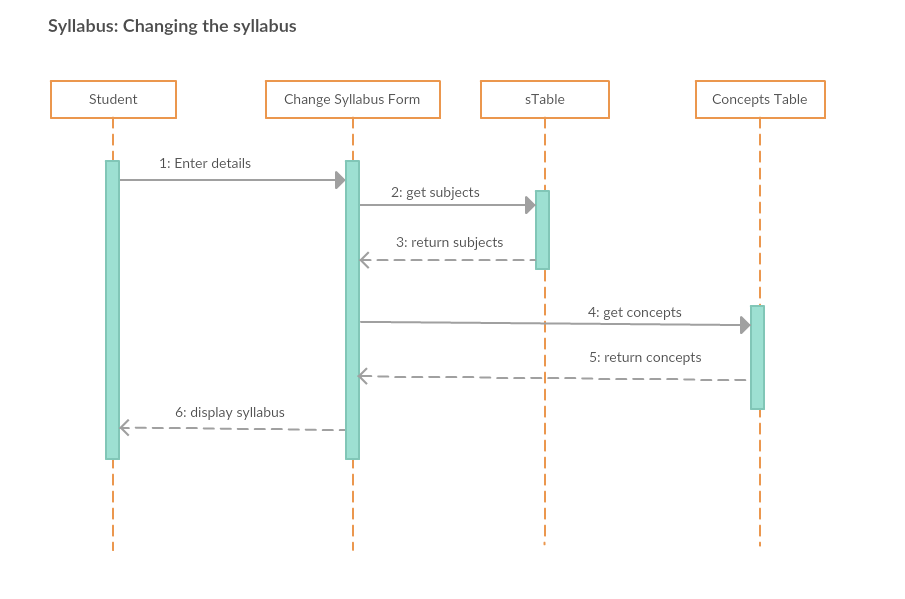 Syllabus: Changing the syllabus
Student
Change Syllabus Form
sTable
Concepts Table
1: Enter details
2: get subjects
3: return subjects
4: get concepts
5: return concepts
6: display syllabus